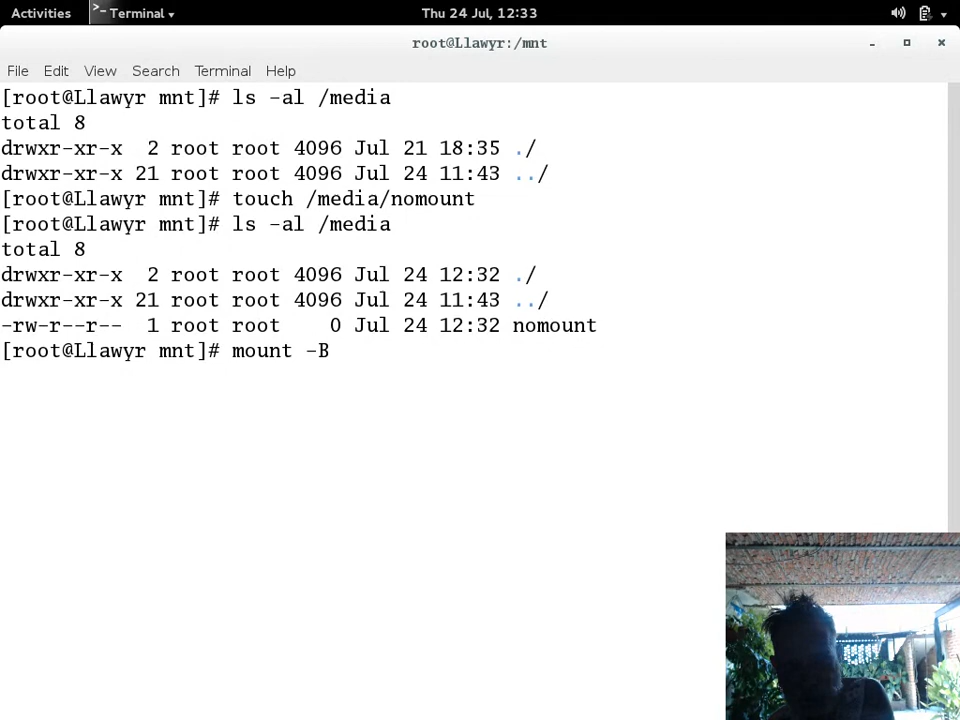 Activities >_ Terminal ▾ Thu 24 Jul, 12:33
root@Llawyr:/mnt
File Edit View Search Terminal Help
[root@Llawyr mnt]# ls -al /media
total 8
drwxr-xr-x 2 root root 4096 Jul 21 18:35 ./
drwxr-xr-x 21 root root 4096 Jul 24 11:43 ../
[root@Llawyr mnt]# touch /media/nomount
[root@Llawyr mnt]# ls -al /media
total 8
drwxr-xr-x 2 root root 4096 Jul 24 12:32 ./
drwxr-xr-x 21 root root 4096 Jul 24 11:43 ../
-rw-r--r-- 1 root root 0 Jul 24 12:32 nomount
[root@Llawyr mnt]# mount -B